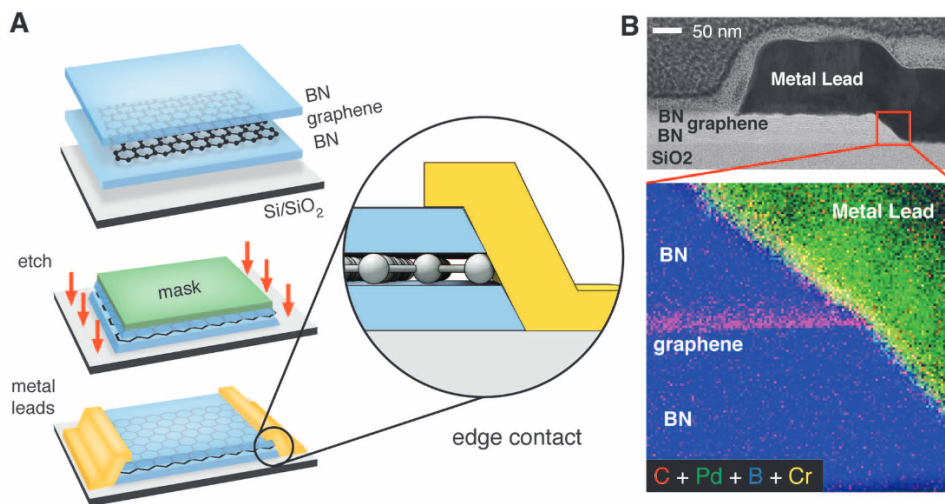 A
BN
graphene
BN
Si/SiO2
etch
mask
metal
leads
edge contact
B
50 nm
Metal Lead
BN
graphene
BN
SiO2
Metal Lead
BN
graphene
BN
C + Pd + B + Cr